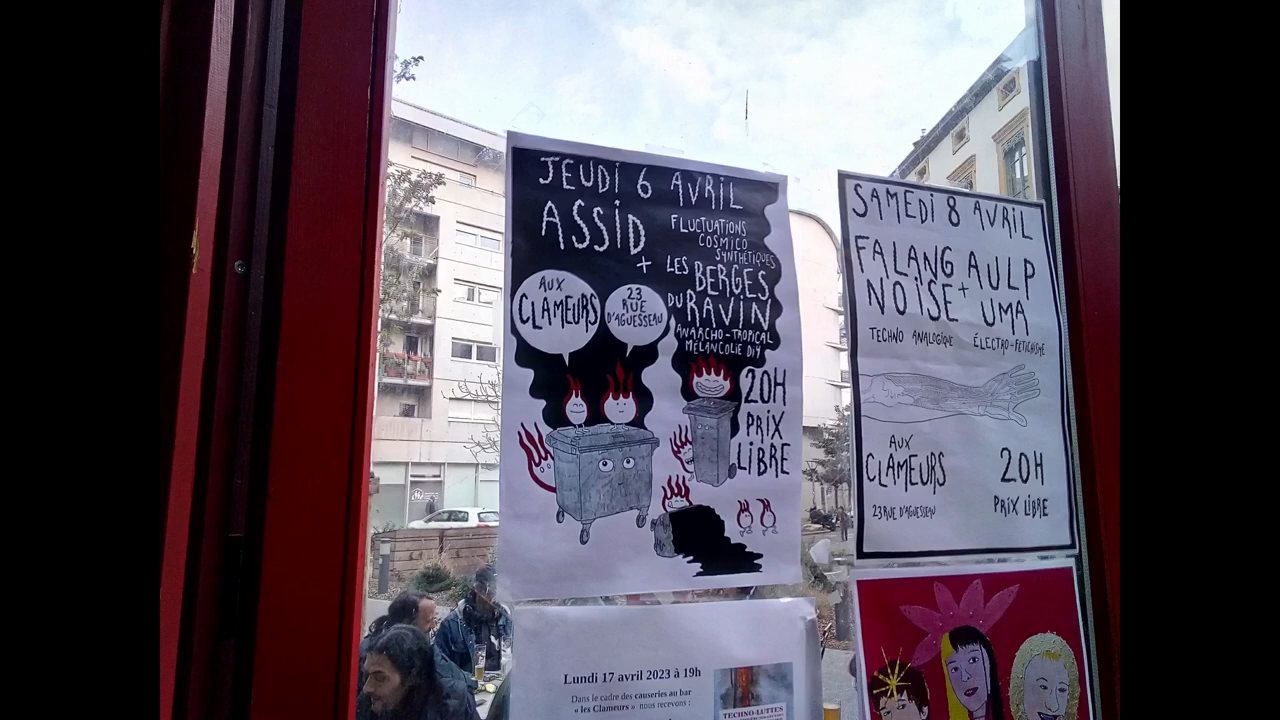 JEUDI 6 AVRIL
ASSID
FLUCTUATIONS
COSMICO
SYNTHÉTIQUES
+
LES BERGES
DU RAVIN
ANARCHO-TROPICAL
MÉLANCOLIE DIY
AUX
CLAMEURS
23
RUE
D'AGUESSEAU
20H
PRIX
LIBRE
SAMEDI 8 AVRIL
FALANG
NOISE
+
AULP
UMA
TECHNO ANALOGIQUE
ÉLECTRO-FÉTICHISTE
AUX
CLAMEURS
23 RUE D'AGUESSEAU
20H
PRIX LIBRE
Lundi 17 avril 2023 à 19h
Dans le cadre des causeries au bar
« les Clameurs » nous recevons :
TECHNO-LUTTES